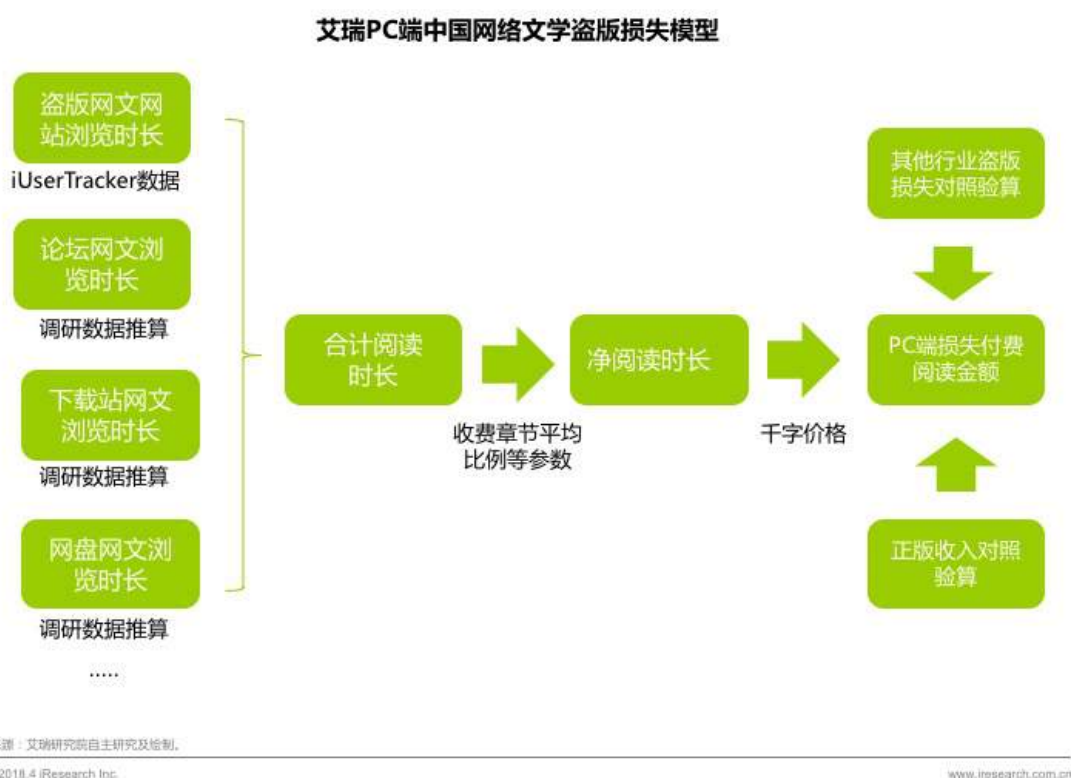 艾瑞PC端中国网络文学盗版损失模型
盗版网文网
站浏览时长
iUserTracker数据
论坛网文浏
览时长
调研数据推算
下载站网文
浏览时长
调研数据推算
网盘网文浏
览时长
调研数据推算
.....
合计阅读
时长
收费章节平均
比例等参数
净阅读时长
千字价格
其他行业盗版
损失对照验算
PC端损失付费
阅读金额
正版收入对照
验算
源：艾瑞研究院自主研究及绘制。
2018.4 iResearch Inc.
www.iresearch.com.cn